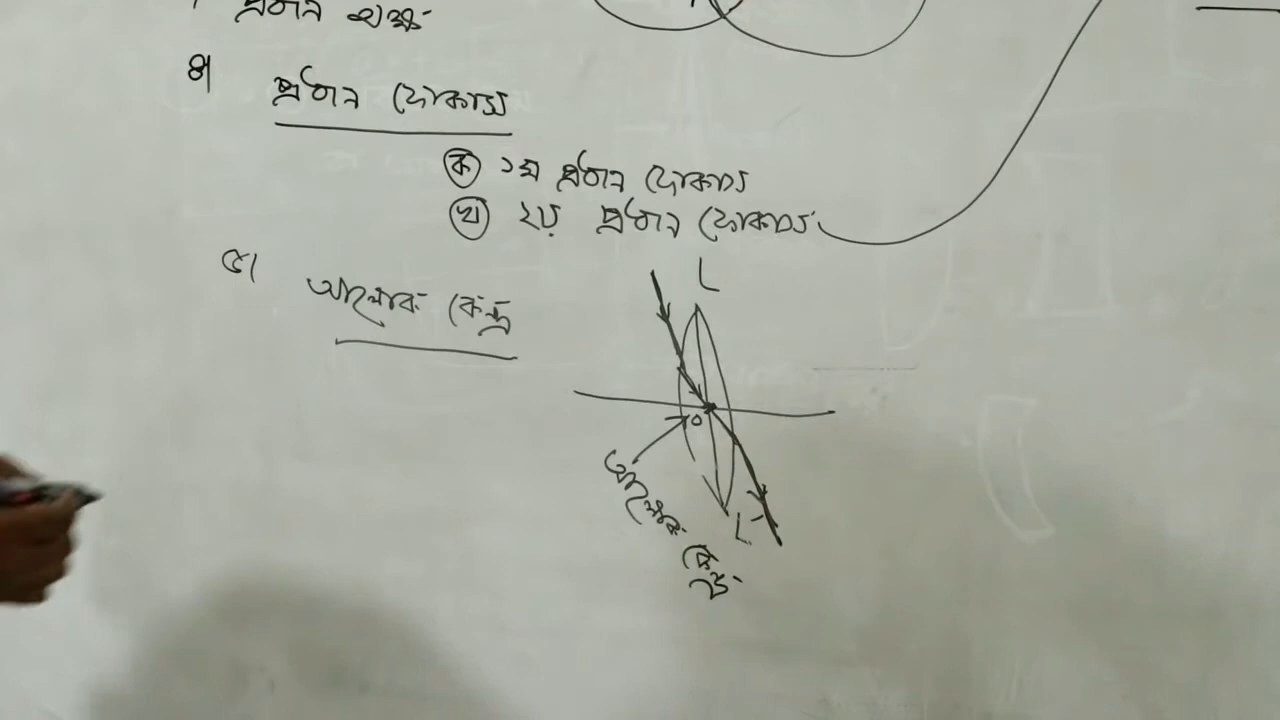 প্রধান অক্ষ
৪। প্রধান ফোকাস
ক ১ম প্রধান ফোকাস
খ ২য় প্রধান ফোকাস
৫। আলোক কেন্দ্র
L
O
আলোক কেন্দ্র
L'